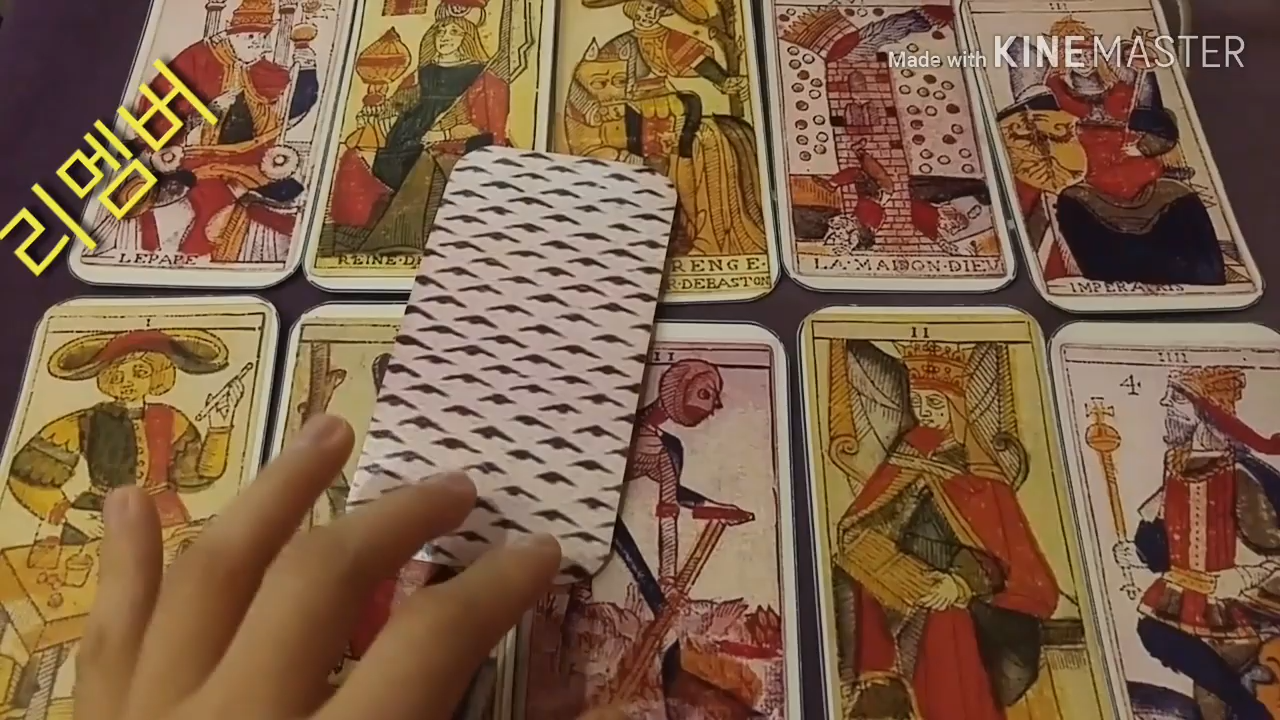 Made with KINEMASTER
리멤버
III
LEPAPE
REINE·DE
RENGE·
R·DEBASTON
LA·MAISON·DIEV
IMPERATRIS
I
II
II
IIII
4